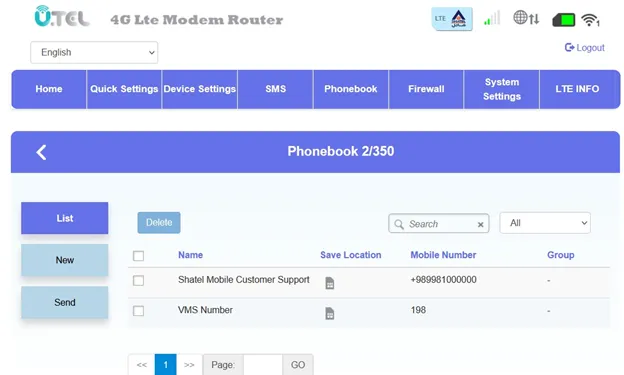 U.TEL 4G Lte Modem Router
LTE
1
English
Logout
Home Quick Settings Device Settings SMS Phonebook Firewall System Settings LTE INFO
Phonebook 2/350
List
New
Send
Delete Search × All
Name Save Location Mobile Number Group
Shatel Mobile Customer Support +989981000000 -
VMS Number 198 -
<< 1 >> Page: GO